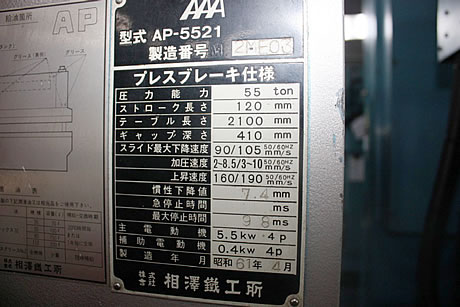 給油箇所
AP
グリース
グリース
AAA
型式 AP-5521
製造番号
プレスブレーキ仕様
圧力能力 55 ton
ストローク長さ 120 mm
テーブル長さ 2100 mm
ギャップ深さ 410 mm
スライド最大下降速度 90/105 50/60HZ mm/s
加圧速度 2~8.5/3~10 50/60HZ mm/s
上昇速度 160/190 50/60HZ mm/s
慣性下降値 7.4 mm
急停止時間 ms
最大停止時間 98 ms
主電動機 5.5kw 4p
補助電動機 0.4kw 4p
製造年月 昭和61年4月
株式会社 相澤鐵工所
相澤鐵工所